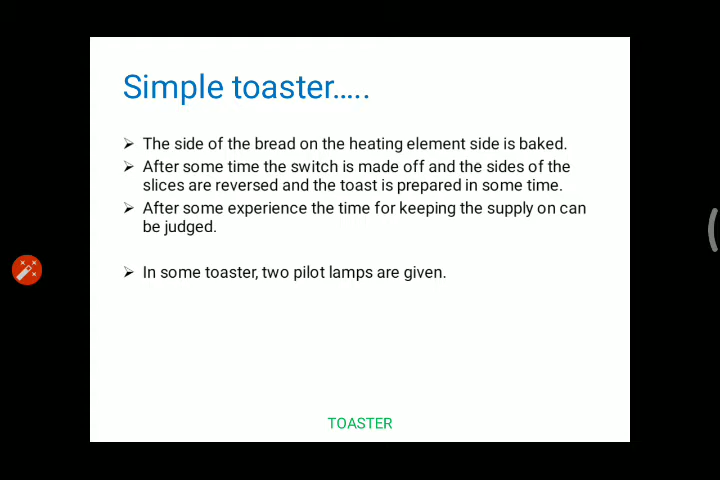 Simple toaster.....
➢ The side of the bread on the heating element side is baked.
➢ After some time the switch is made off and the sides of the
slices are reversed and the toast is prepared in some time.
➢ After some experience the time for keeping the supply on can
be judged.
➢ In some toaster, two pilot lamps are given.
TOASTER